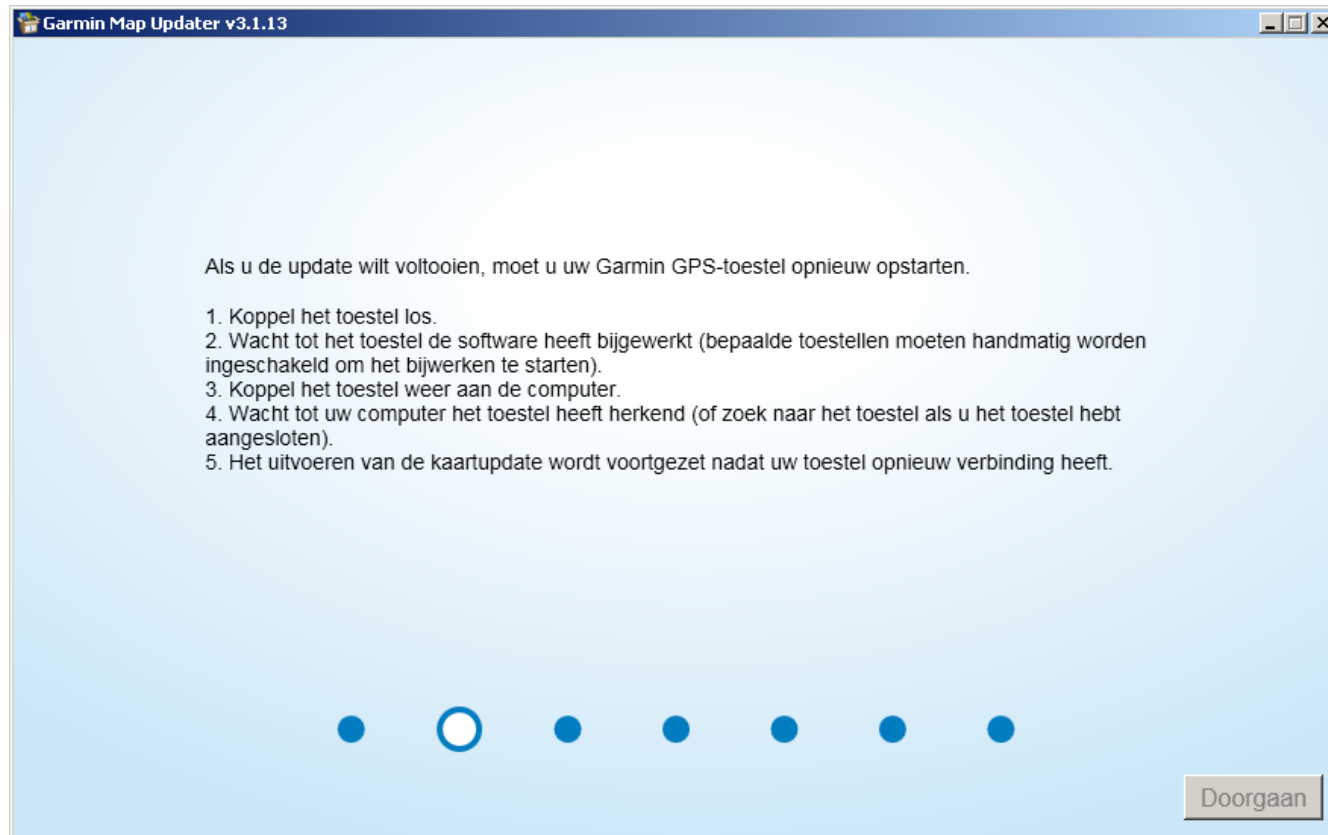 Garmin Map Updater v3.1.13
Als u de update wilt voltooien, moet u uw Garmin GPS-toestel opnieuw opstarten.
1. Koppel het toestel los.
2. Wacht tot het toestel de software heeft bijgewerkt (bepaalde toestellen moeten handmatig worden
ingeschakeld om het bijwerken te starten).
3. Koppel het toestel weer aan de computer.
4. Wacht tot uw computer het toestel heeft herkend (of zoek naar het toestel als u het toestel hebt
aangesloten).
5. Het uitvoeren van de kaartupdate wordt voortgezet nadat uw toestel opnieuw verbinding heeft.
Doorgaan